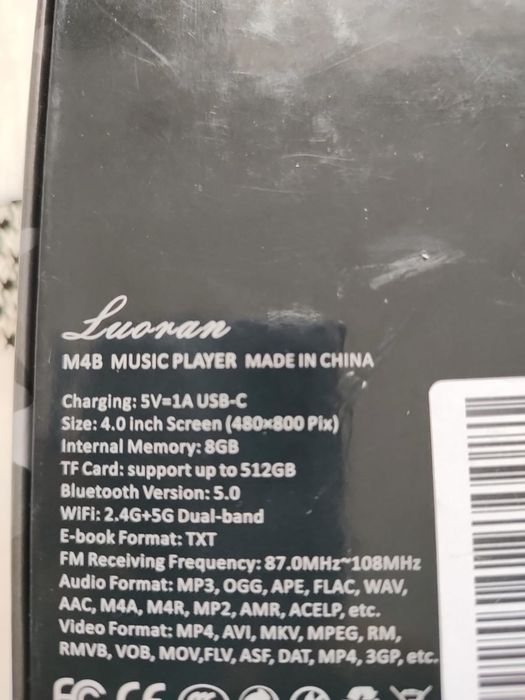 Luoran
M4B MUSIC PLAYER MADE IN CHINA
Charging: 5V=1A USB-C
Size: 4.0 inch Screen (480×800 Pix)
Internal Memory: 8GB
TF Card: support up to 512GB
Bluetooth Version: 5.0
WiFi: 2.4G+5G Dual-band
E-book Format: TXT
FM Receiving Frequency: 87.0MHz~108MHz
Audio Format: MP3, OGG, APE, FLAC, WAV,
AAC, M4A, M4R, MP2, AMR, ACELP, etc.
Video Format: MP4, AVI, MKV, MPEG, RM,
RMVB, VOB, MOV,FLV, ASF, DAT, MP4, 3GP, etc.
FC CE